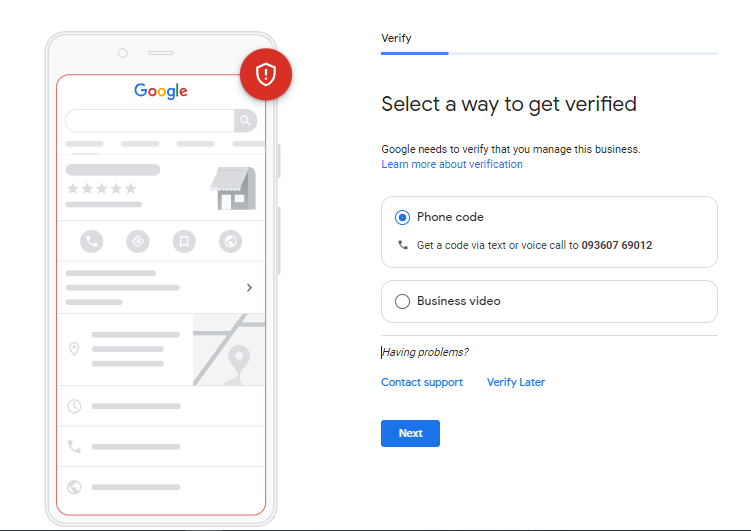 Google
Verify
Select a way to get verified
Google needs to verify that you manage this business.
Learn more about verification
Phone code
Get a code via text or voice call to 093607 69012
Business video
Having problems?
Contact support
Verify Later
Next